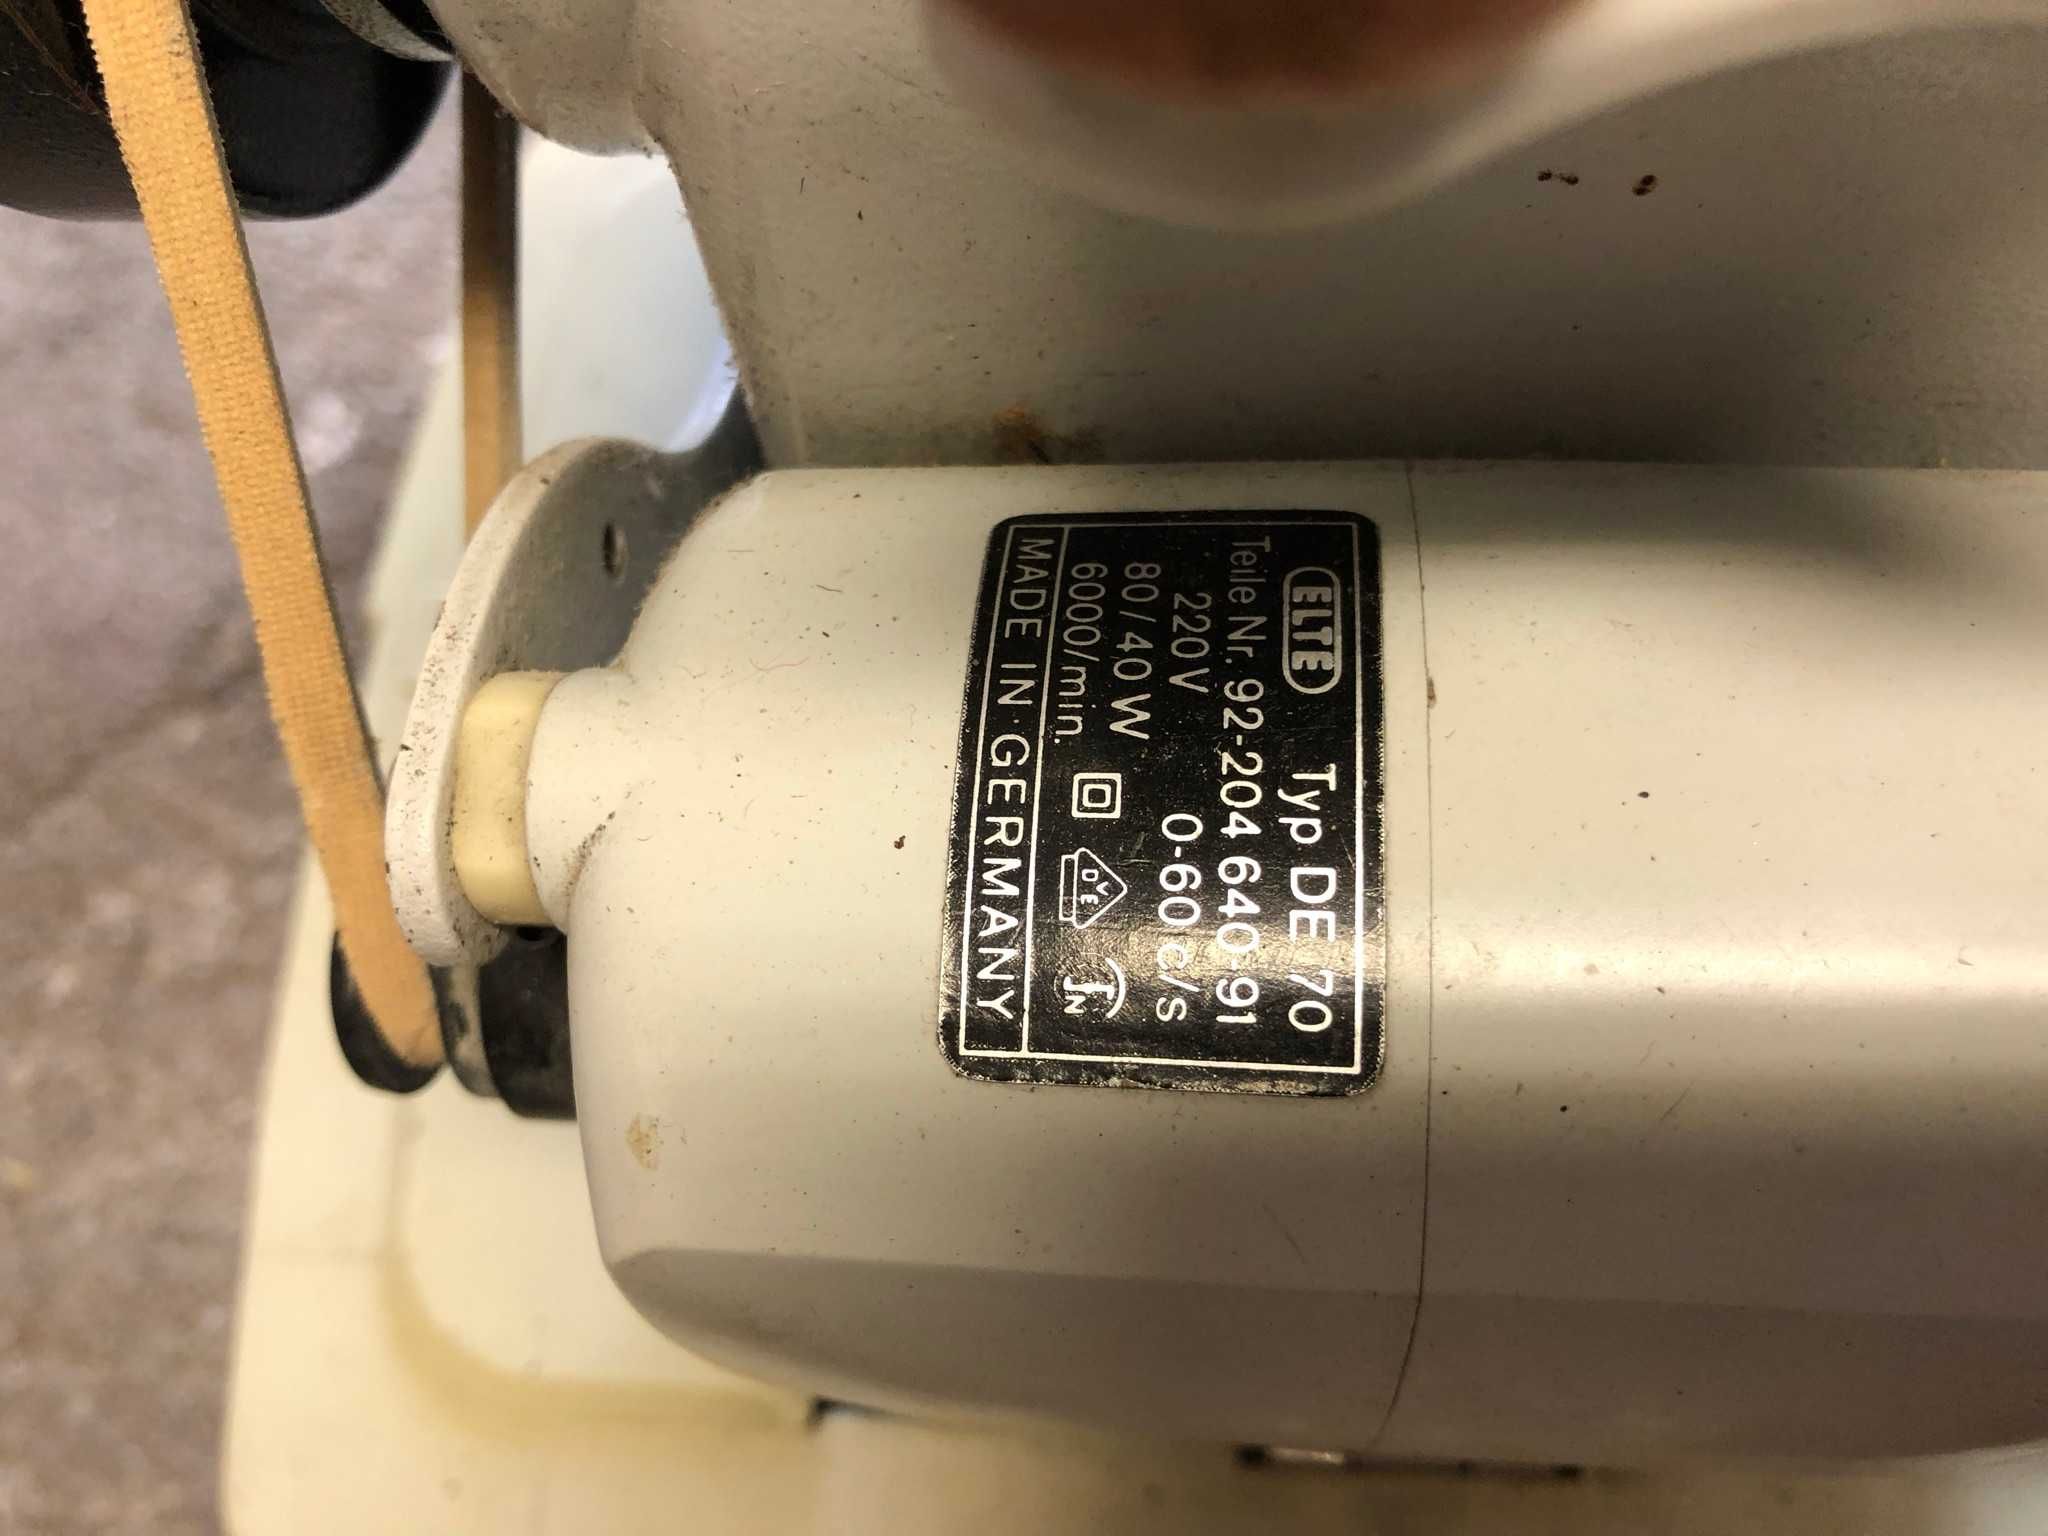 ELTE Typ DE 70
Teile Nr. 92-204 640-91
220V 0-60 c/s
80/40 W
6000/min.
DVE
MADE IN GERMANY